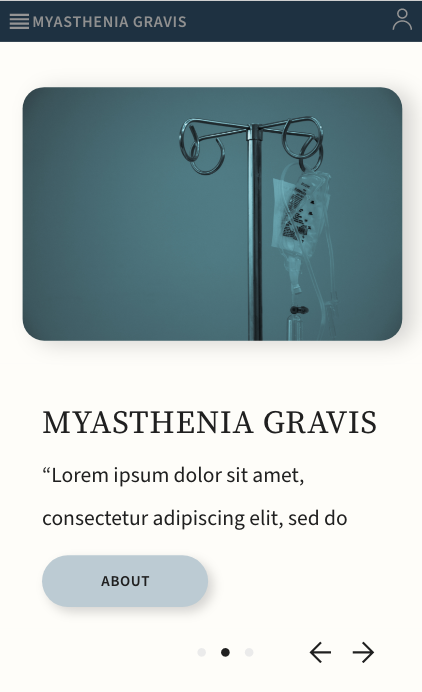 MYASTHENIA GRAVIS
MYASTHENIA GRAVIS
“Lorem ipsum dolor sit amet,
consectetur adipiscing elit, sed do
ABOUT